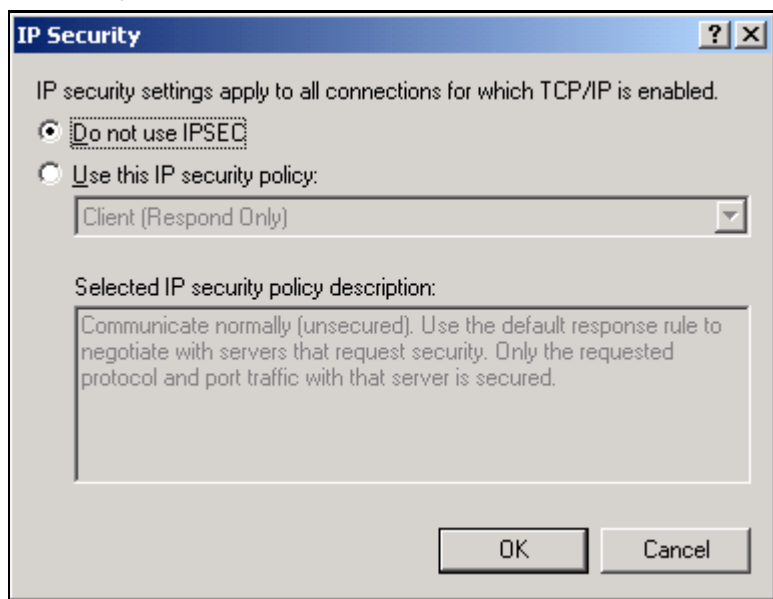 IP Security
IP security settings apply to all connections for which TCP/IP is enabled.
Do not use IPSEC
Use this IP security policy:
Client (Respond Only)
Selected IP security policy description:
Communicate normally (unsecured). Use the default response rule to
negotiate with servers that request security. Only the requested
protocol and port traffic with that server is secured.
OK Cancel